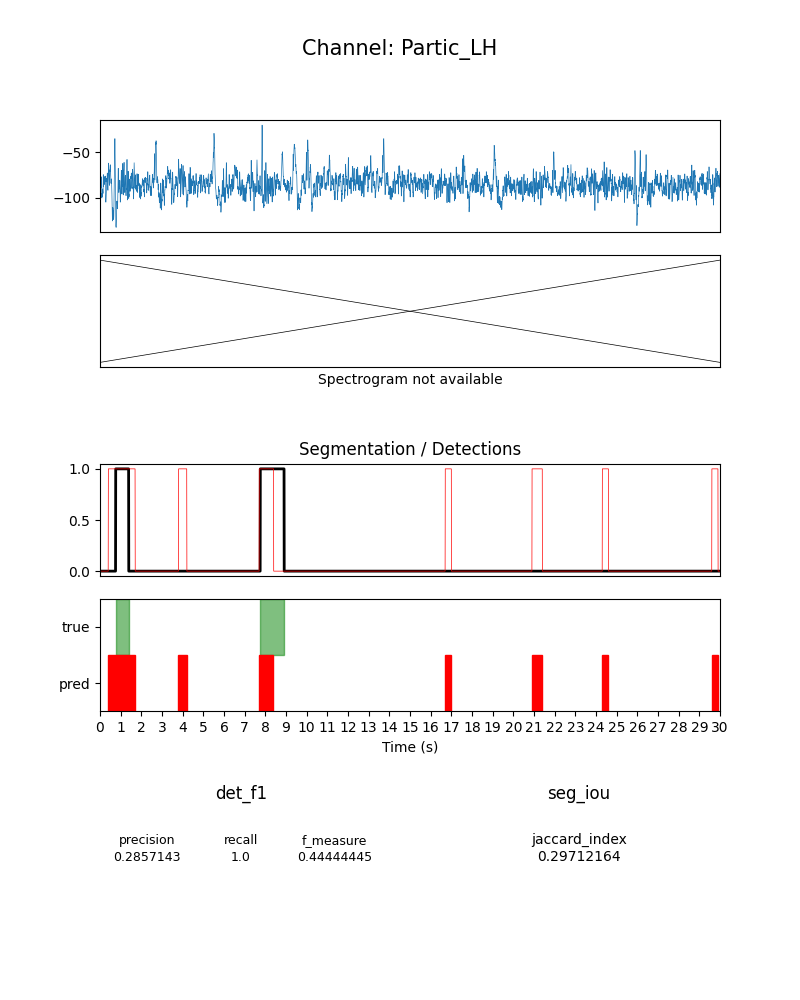 Channel: Partic_LH
−50
−100
Spectrogram not available
Segmentation / Detections
1.0
0.5
0.0
true
pred
0 1 2 3 4 5 6 7 8 9 10 11 12 13 14 15 16 17 18 19 20 21 22 23 24 25 26 27 28 29 30
Time (s)
det_f1 seg_iou
precision recall f_measure jaccard_index
0.2857143 1.0 0.44444445 0.29712164